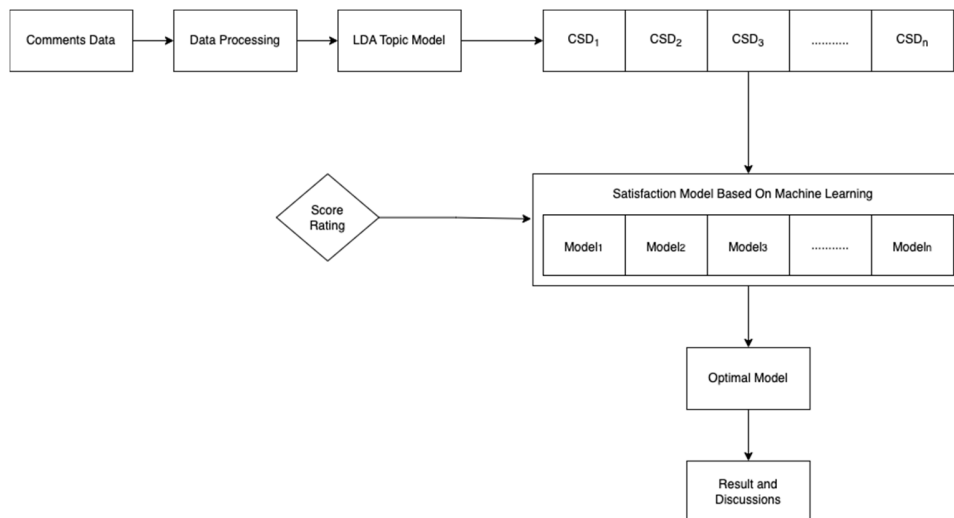 Comments Data
Data Processing
LDA Topic Model
CSD₁
CSD₂
CSD₃
...........
CSDₙ
Satisfaction Model Based On Machine Learning
Score
Rating
Model₁
Model₂
Model₃
...........
Modelₙ
Optimal Model
Result and
Discussions